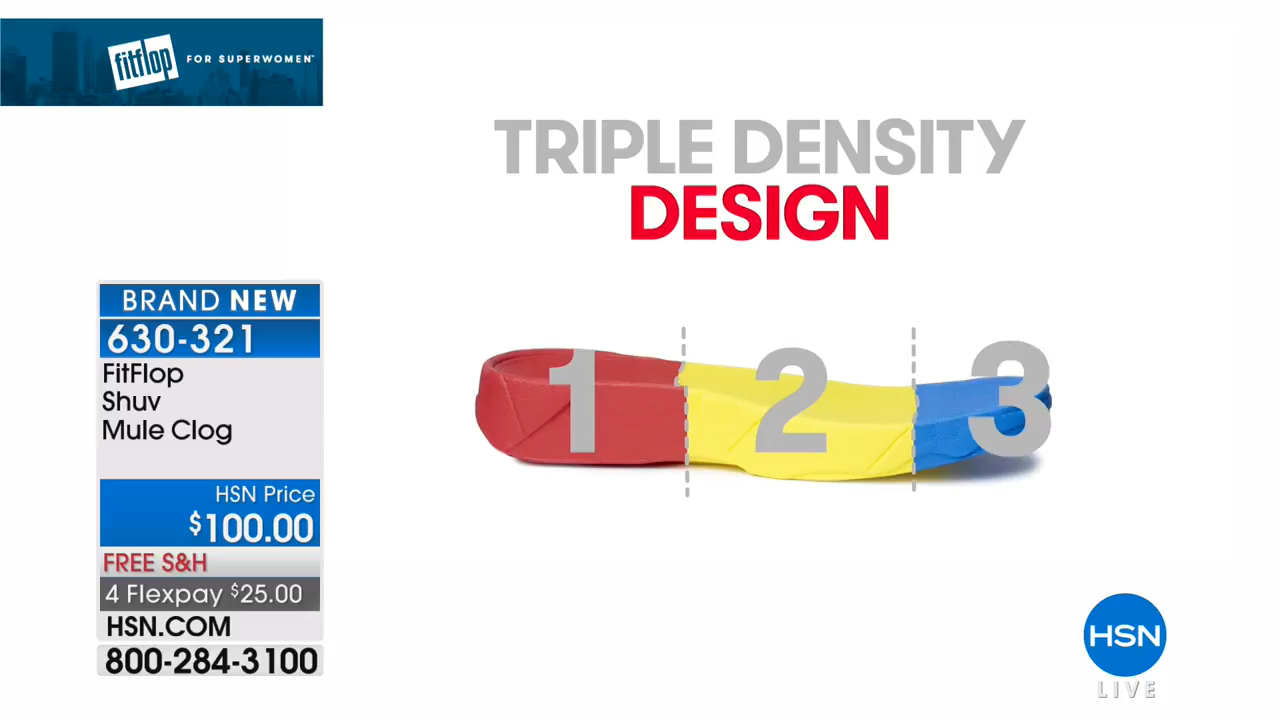 fitflop FOR SUPERWOMEN™
TRIPLE DENSITY
DESIGN
1 2 3
BRAND NEW
630-321
FitFlop
Shuv
Mule Clog
HSN Price
$100.00
FREE S&H
4 Flexpay $25.00
HSN.COM
800-284-3100
HSN
LIVE